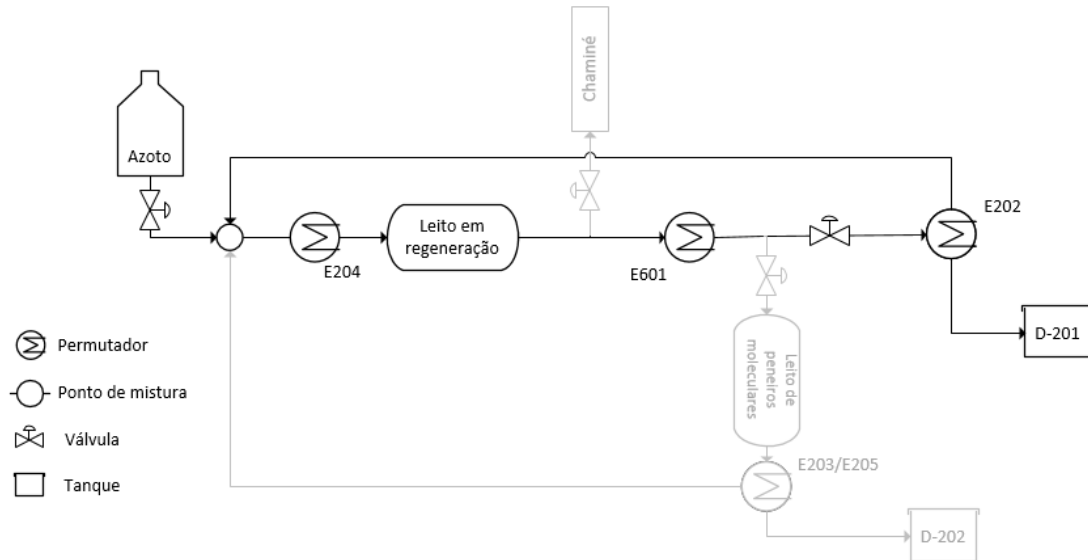 Chaminé
Azoto
E202
Leito em
regeneração
E204
E601
D-201
Leito de
peneiros
moleculares
Permutador
Ponto de mistura
Válvula
Tanque
E203/E205
D-202